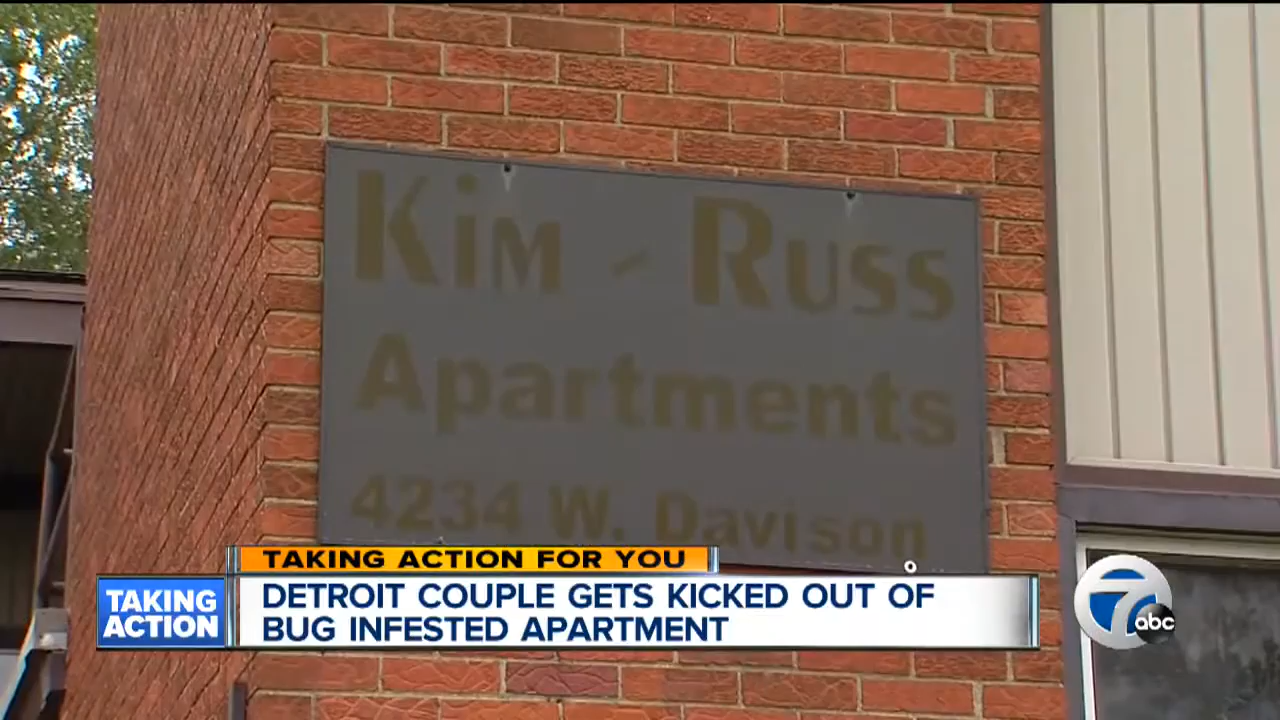 KiM - RUSS
Apartments
4234 W. Davison
TAKING ACTION FOR YOU
TAKING
ACTION
DETROIT COUPLE GETS KICKED OUT OF
BUG INFESTED APARTMENT
7
abc